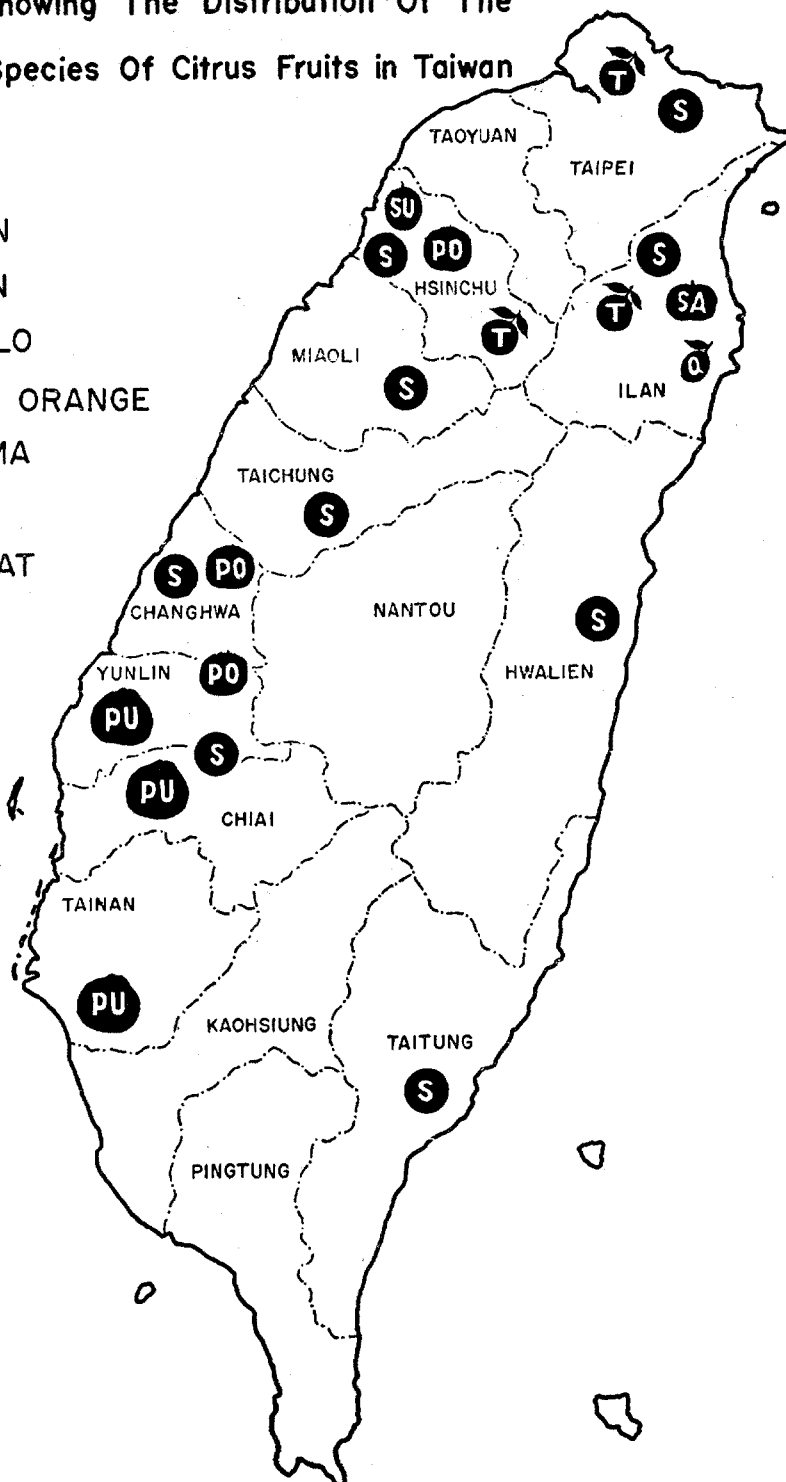 howing The Distribution Of The
Species Of Citrus Fruits in Taiwan
T
S
TAOYUAN
TAIPEI
SU
N
S
PO
S
HSINCHU
T
SA
N
T
LO
MIAOLI
Q
S
ILAN
ORANGE
MA
TAICHUNG
S
AT
S
PO
CHANGHWA
NANTOU
S
YUNLIN
PO
HWALIEN
PU
S
PU
CHIAI
TAINAN
PU
KAOHSIUNG
TAITUNG
S
PINGTUNG